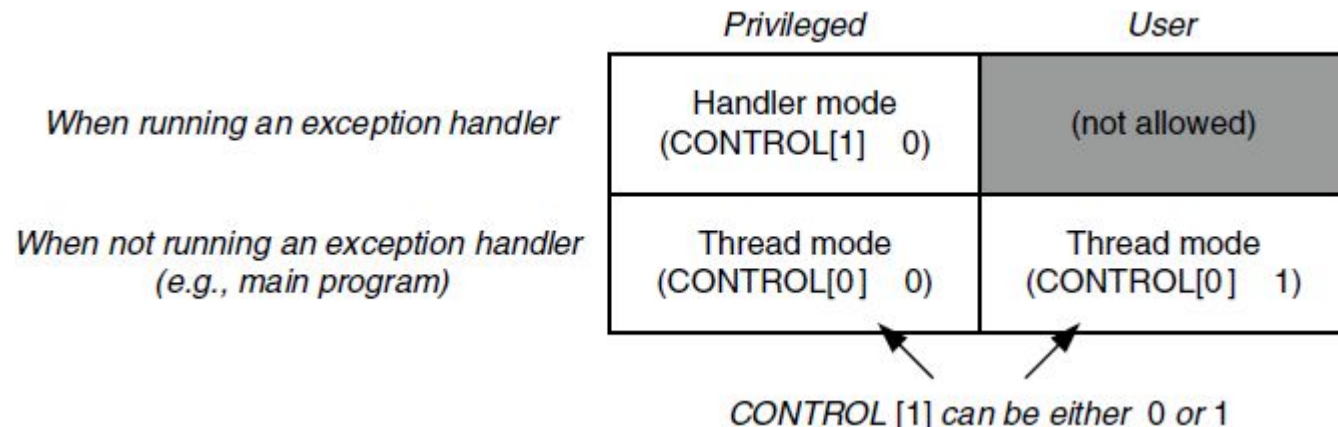 Privileged User
When running an exception handler
Handler mode
(CONTROL[1] 0)
(not allowed)
When not running an exception handler
(e.g., main program)
Thread mode
(CONTROL[0] 0)
Thread mode
(CONTROL[0] 1)
CONTROL [1] can be either 0 or 1